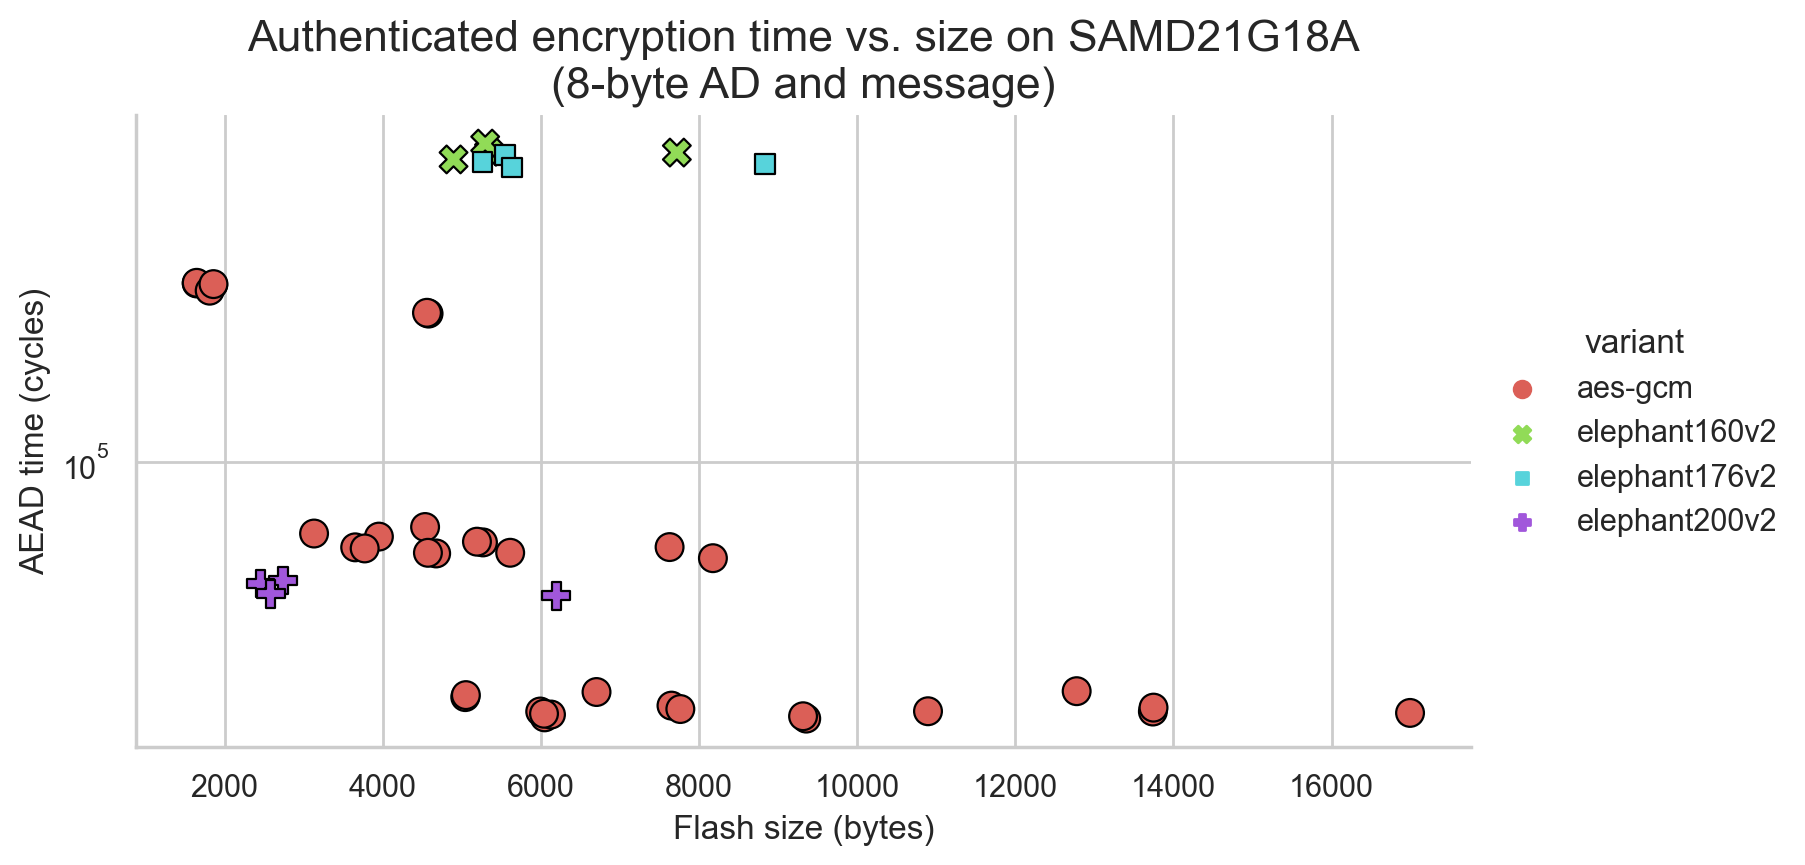 Authenticated encryption time vs. size on SAMD21G18A
(8-byte AD and message)
AEAD time (cycles)
10^5
2000 4000 6000 8000 10000 12000 14000 16000
Flash size (bytes)
variant
aes-gcm
elephant160v2
elephant176v2
elephant200v2